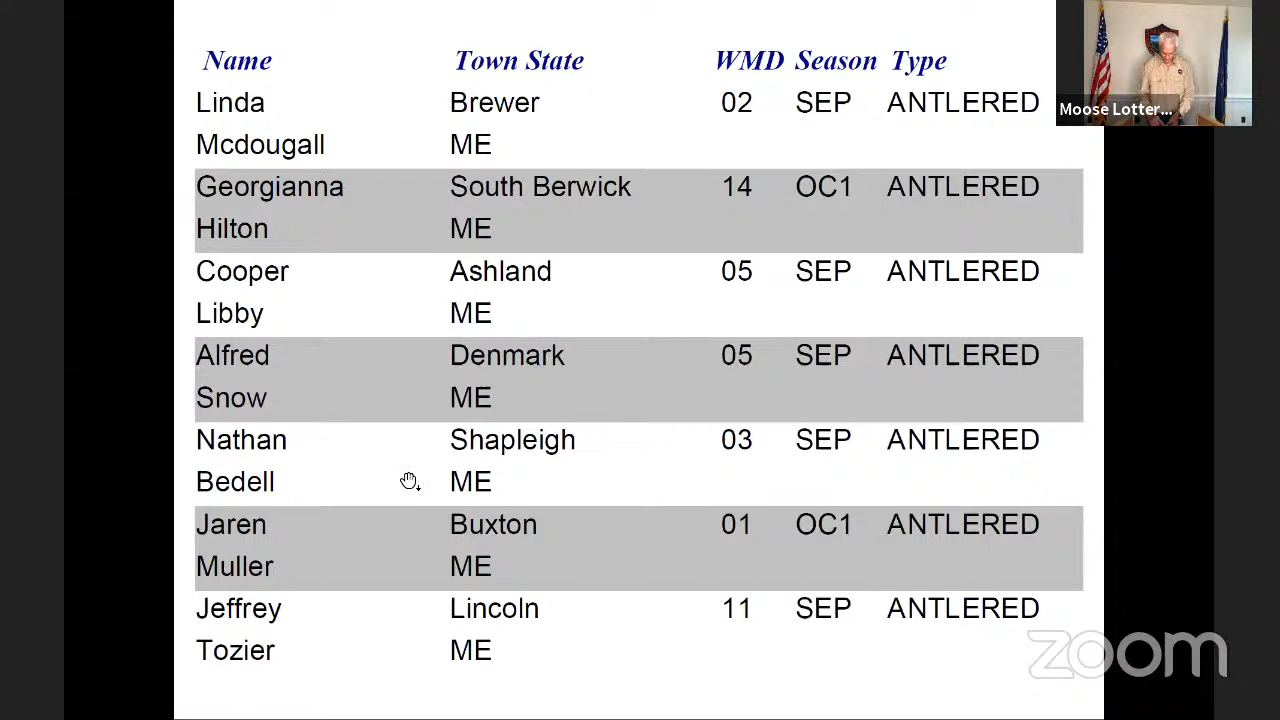 Name Town State WMD Season Type
Linda Brewer 02 SEP ANTLERED
Mcdougall ME
Georgianna South Berwick 14 OC1 ANTLERED
Hilton ME
Cooper Ashland 05 SEP ANTLERED
Libby ME
Alfred Denmark 05 SEP ANTLERED
Snow ME
Nathan Shapleigh 03 SEP ANTLERED
Bedell ME
Jaren Buxton 01 OC1 ANTLERED
Muller ME
Jeffrey Lincoln 11 SEP ANTLERED
Tozier ME
Moose Lotter...
zoom